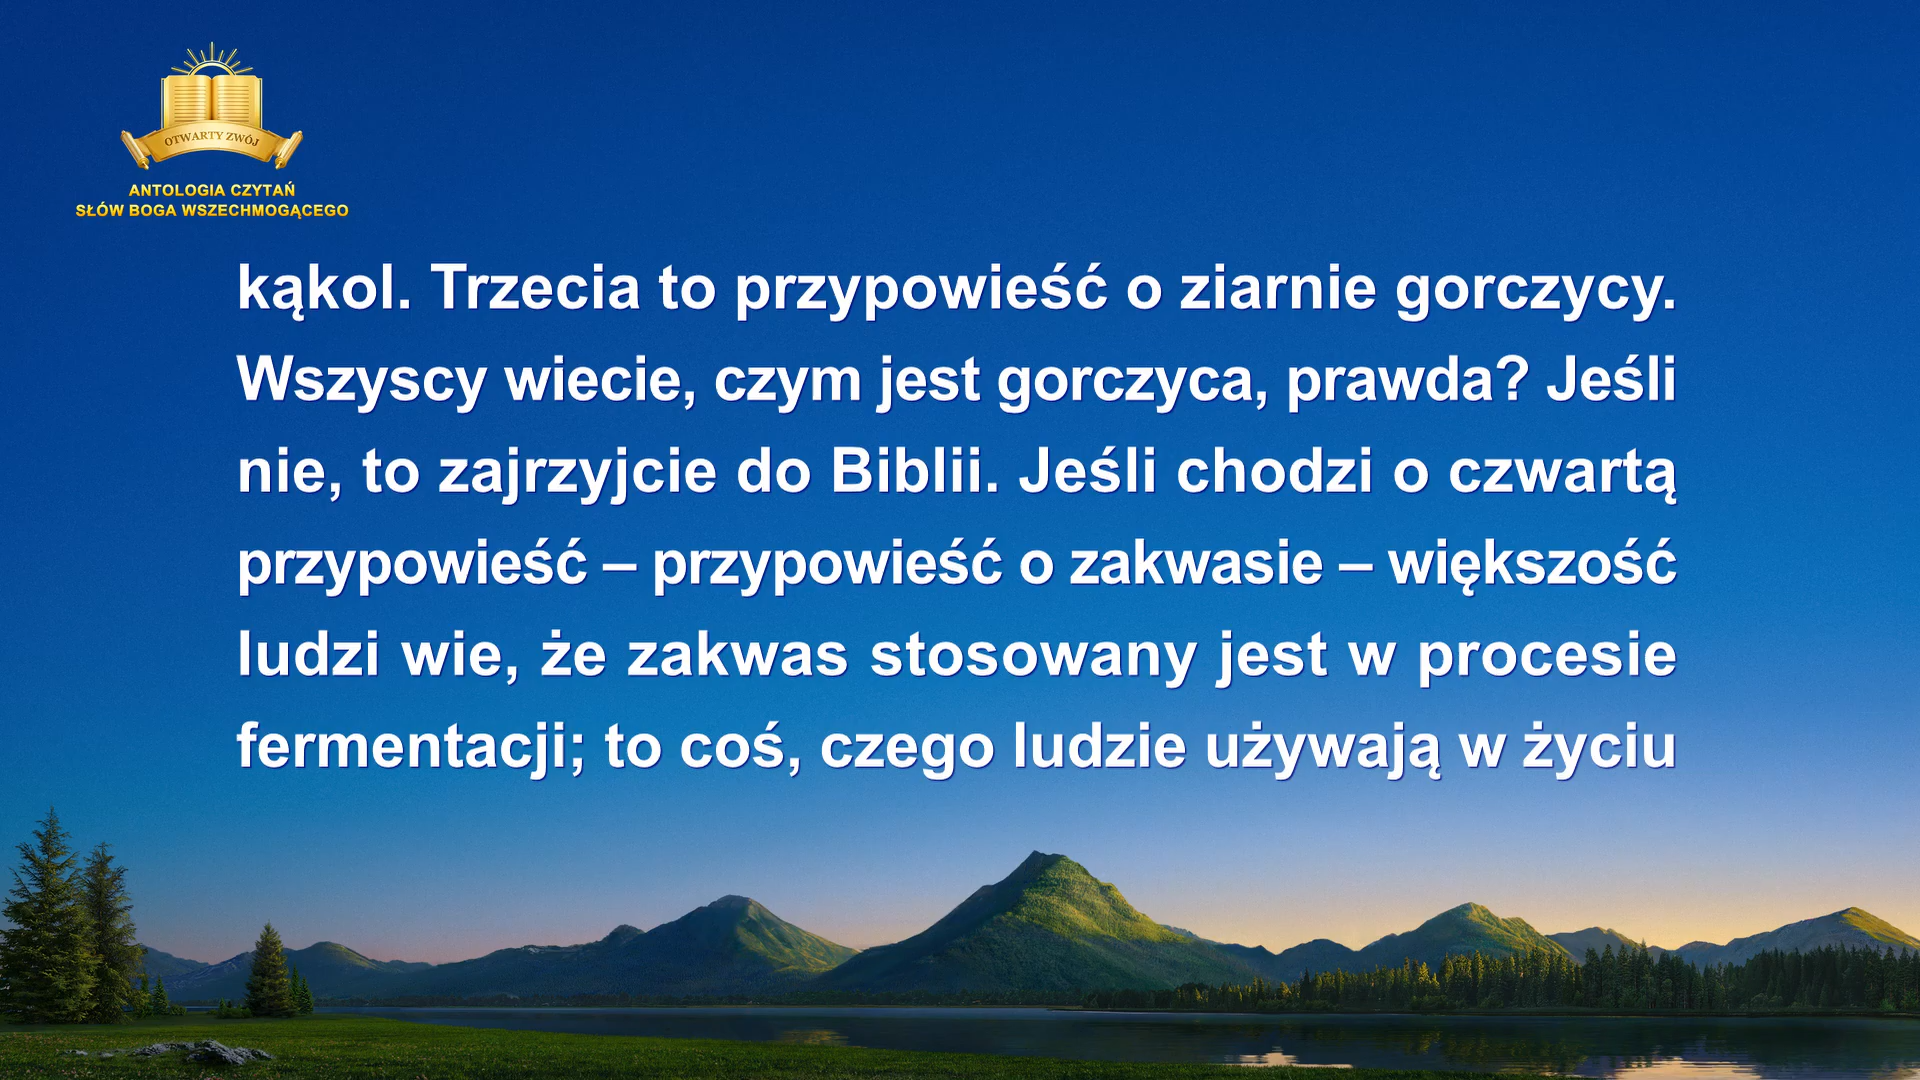 OTWARTY ZWÓJ
ANTOLOGIA CZYTAŃ
SŁÓW BOGA WSZECHMOGĄCEGO
kąkol. Trzecia to przypowieść o ziarnie gorczycy.
Wszyscy wiecie, czym jest gorczyca, prawda? Jeśli
nie, to zajrzyjcie do Biblii. Jeśli chodzi o czwartą
przypowieść – przypowieść o zakwasie – większość
ludzi wie, że zakwas stosowany jest w procesie
fermentacji; to coś, czego ludzie używają w życiu